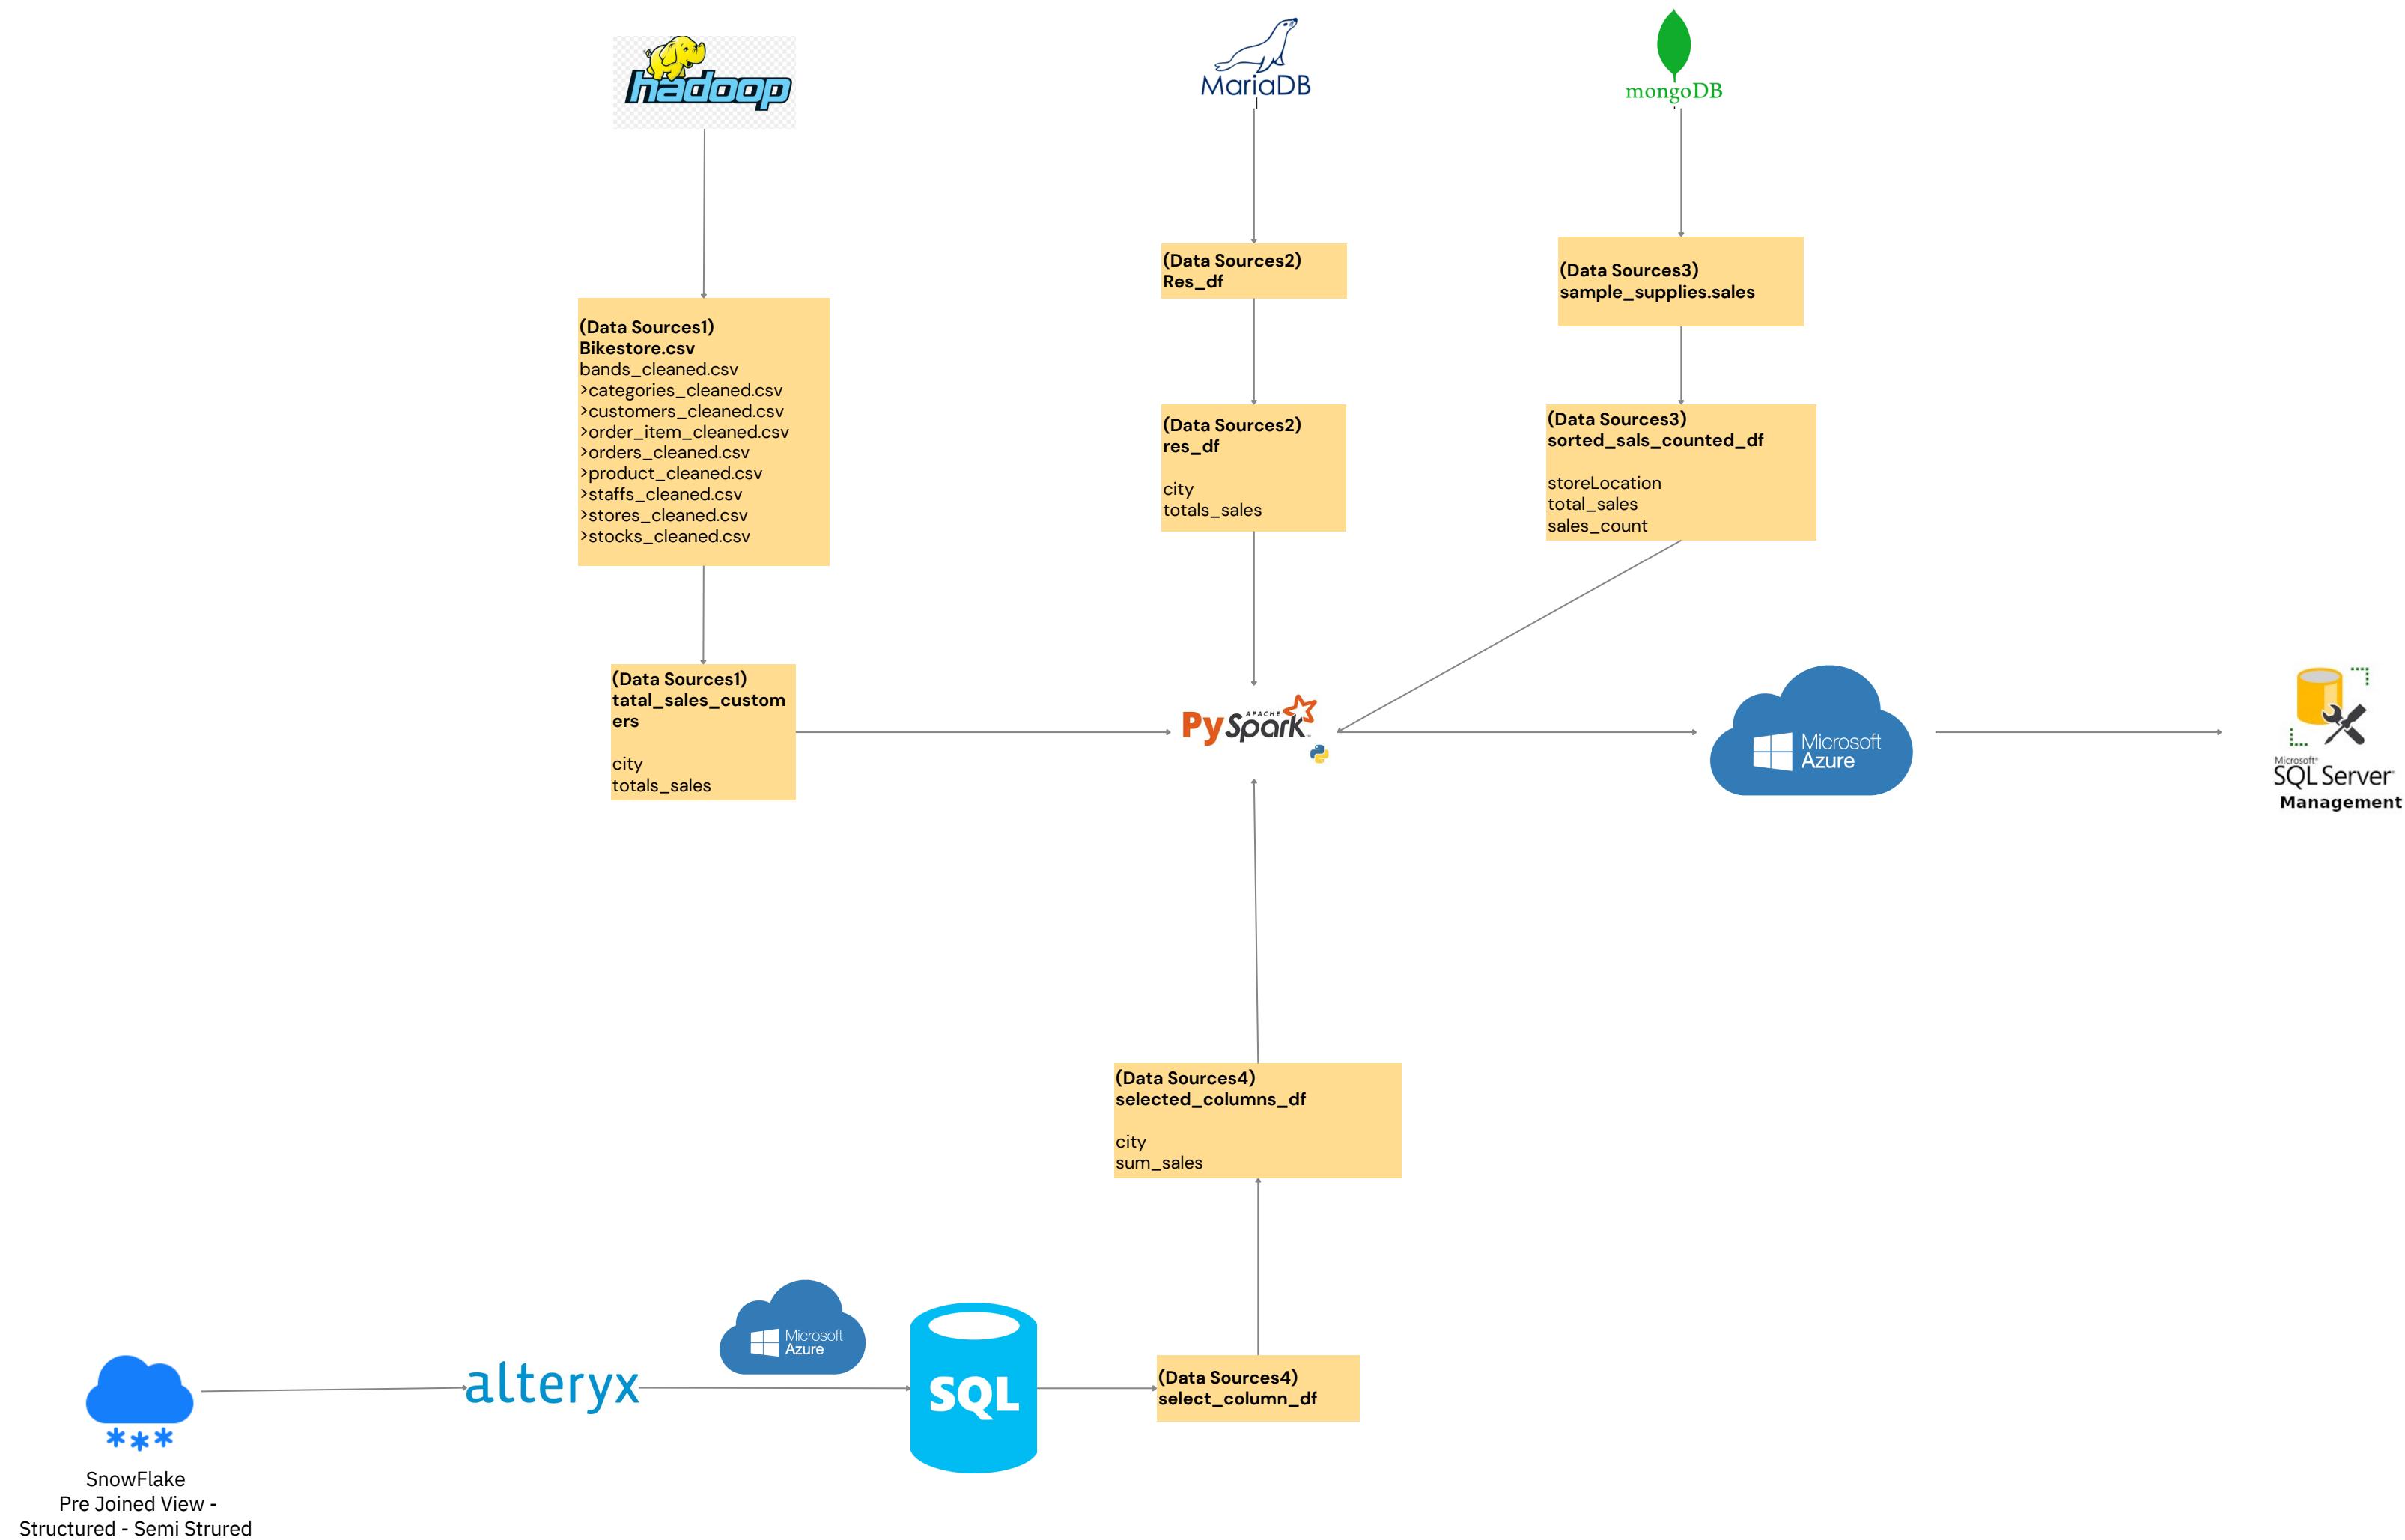 hadoop
MariaDB
mongoDB
(Data Sources1)
Bikestore.csv
bands_cleaned.csv
>categories_cleaned.csv
>customers_cleaned.csv
>order_item_cleaned.csv
>orders_cleaned.csv
>product_cleaned.csv
>staffs_cleaned.csv
>stores_cleaned.csv
>stocks_cleaned.csv
(Data Sources2)
Res_df
(Data Sources3)
sample_supplies.sales
(Data Sources2)
res_df
city
totals_sales
(Data Sources3)
sorted_sals_counted_df
storeLocation
total_sales
sales_count
(Data Sources1)
tatal_sales_custom
ers
city
totals_sales
APACHE
PySpark
Microsoft
Azure
Microsoft®
SQL Server®
Management
(Data Sources4)
selected_columns_df
city
sum_sales
SnowFlake
Pre Joined View -
Structured - Semi Strured
alteryx
Microsoft
Azure
SQL
(Data Sources4)
select_column_df